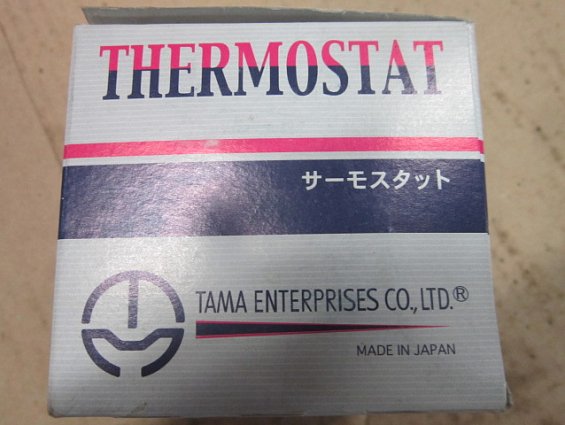 THERMOSTAT
サーモスタット
TAMA ENTERPRISES CO., LTD.®
MADE IN JAPAN